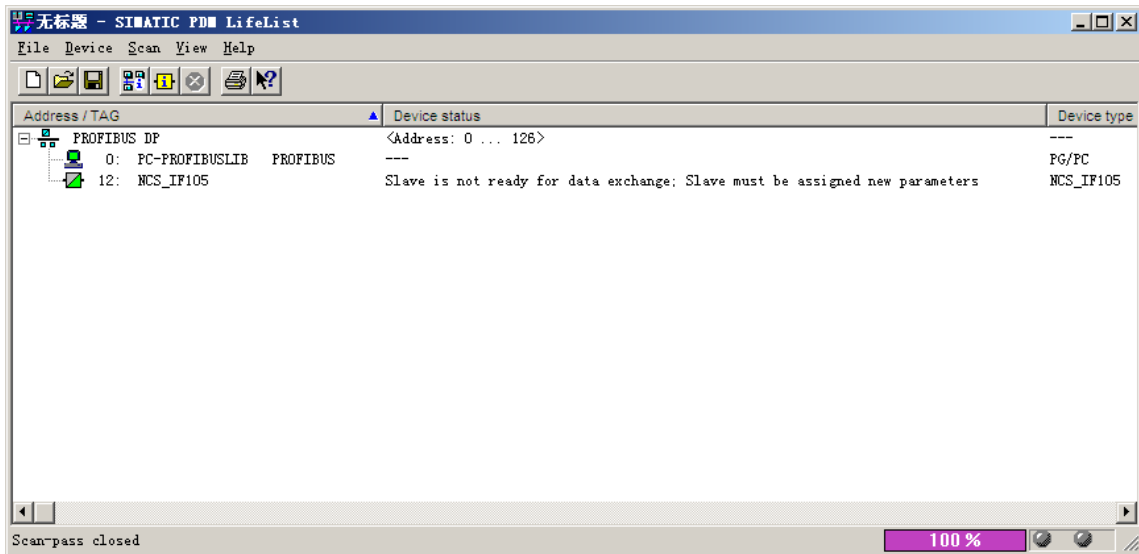 无标题 - SIMATIC PDM LifeList
File Device Scan View Help
Address / TAG Device status Device type
PROFIBUS DP <Address: 0 ... 126> ---
0: PC-PROFIBUSLIB PROFIBUS --- PG/PC
12: NCS_IF105 Slave is not ready for data exchange; Slave must be assigned new parameters NCS_IF105
Scan-pass closed 100 %